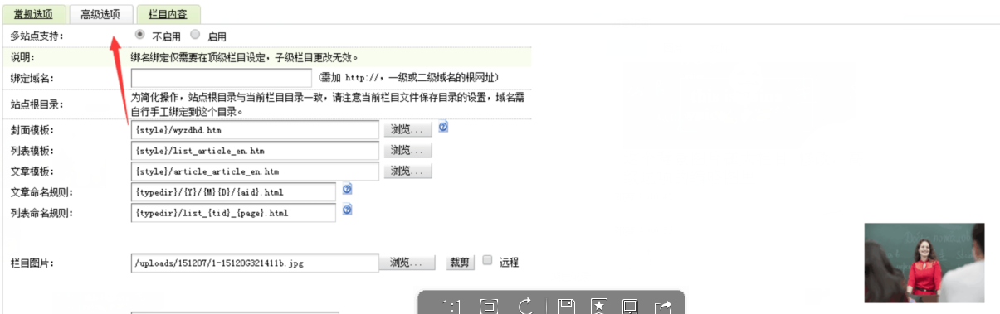 常规选项 高级选项 栏目内容
多站点支持： 不启用 启用
说明： 绑名绑定仅需要在顶级栏目设定，子级栏目更改无效。
绑定域名： （需加 http://，一级或二级域名的根网址）
站点根目录： 为简化操作，站点根目录与当前栏目目录一致，请注意当前栏目文件保存目录的设置，域名需
自行手工绑定到这个目录。
封面模板： {style}/wyzdhd.htm 浏览...
列表模板： {style}/list_article_en.htm 浏览...
文章模板： {style}/article_article_en.htm 浏览...
文章命名规则： {typedir}/{Y}/{M}{D}/{aid}.html
列表命名规则： {typedir}/list_{tid}_{page}.html
栏目图片： /uploads/151207/1-15120G321411b.jpg 浏览... 裁剪 远程
1:1